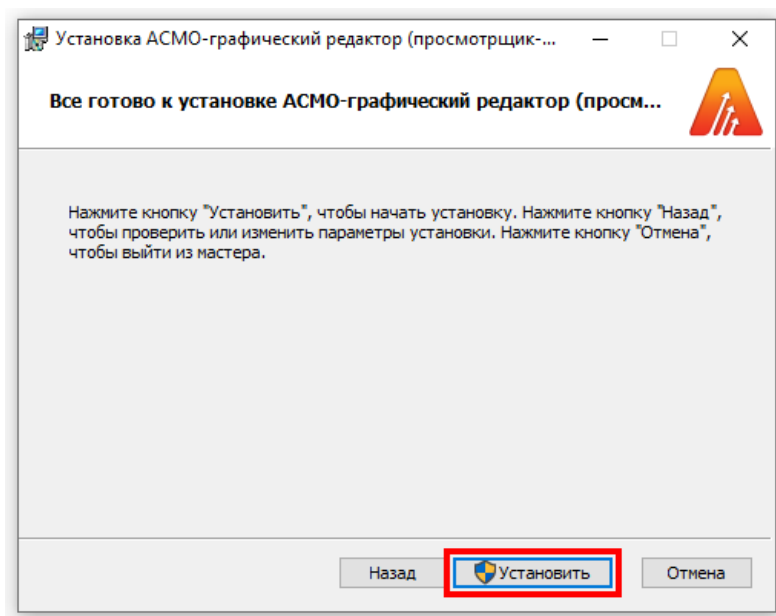 Установка АСМО-графический редактор (просмотрщик-...
Все готово к установке АСМО-графический редактор (просм...
Нажмите кнопку "Установить", чтобы начать установку. Нажмите кнопку "Назад",
чтобы проверить или изменить параметры установки. Нажмите кнопку "Отмена",
чтобы выйти из мастера.
Назад
Установить
Отмена